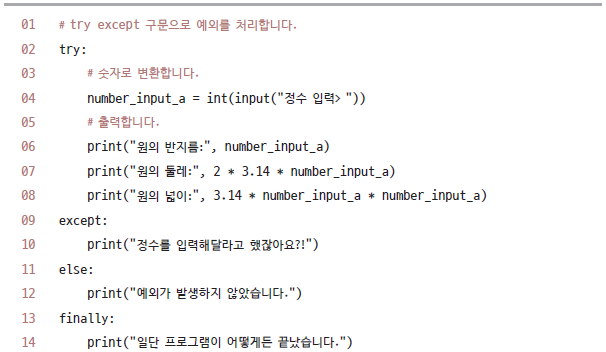 01 # try except 구문으로 예외를 처리합니다.
02 try:
03 # 숫자로 변환합니다.
04 number_input_a = int(input("정수 입력> "))
05 # 출력합니다.
06 print("원의 반지름:", number_input_a)
07 print("원의 둘레:", 2 * 3.14 * number_input_a)
08 print("원의 넓이:", 3.14 * number_input_a * number_input_a)
09 except:
10 print("정수를 입력해달라고 했잖아요?!")
11 else:
12 print("예외가 발생하지 않았습니다.")
13 finally:
14 print("일단 프로그램이 어떻게든 끝났습니다.")